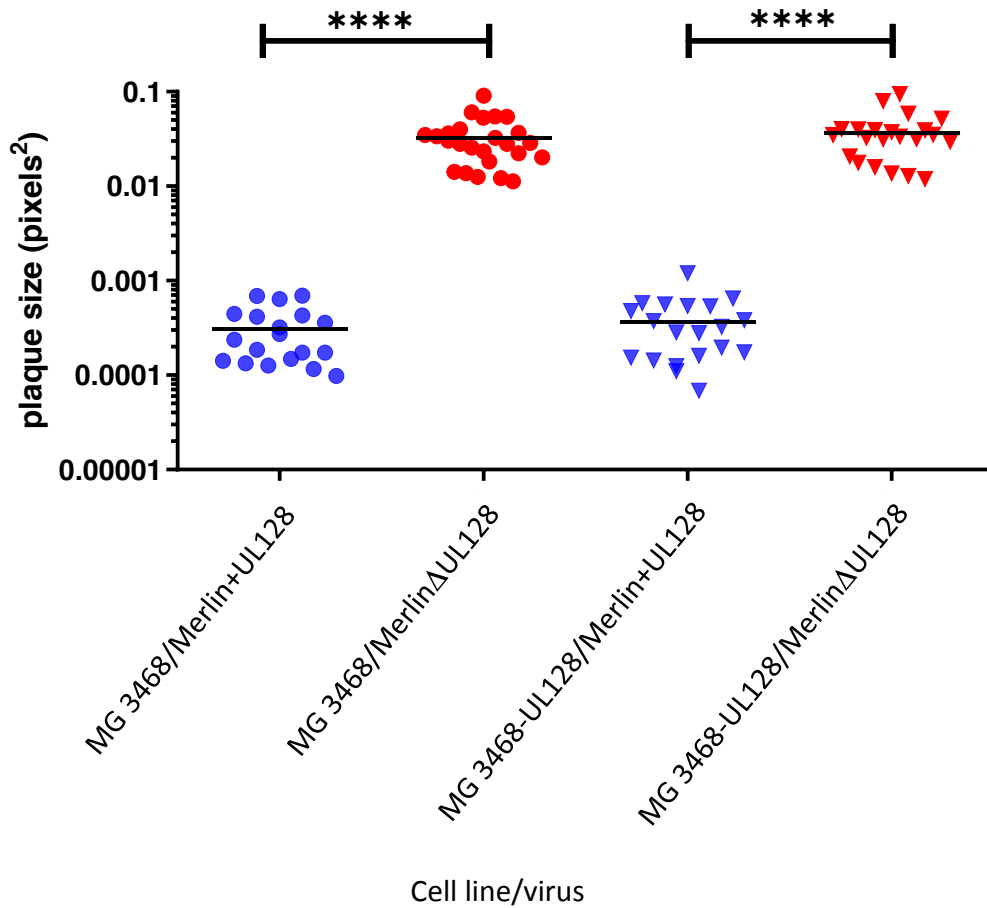 **** ****
plaque size (pixels²)
0.1
0.01
0.001
0.0001
0.00001
MG 3468/Merlin+UL128
MG 3468/MerlinΔUL128
MG 3468-UL128/Merlin+UL128
MG 3468-UL128/MerlinΔUL128
Cell line/virus